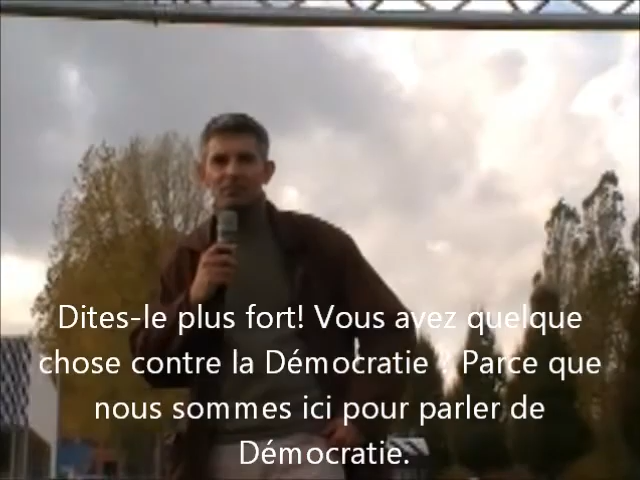 Dites-le plus fort! Vous avez quelque
chose contre la Démocratie ? Parce que
nous sommes ici pour parler de
Démocratie.